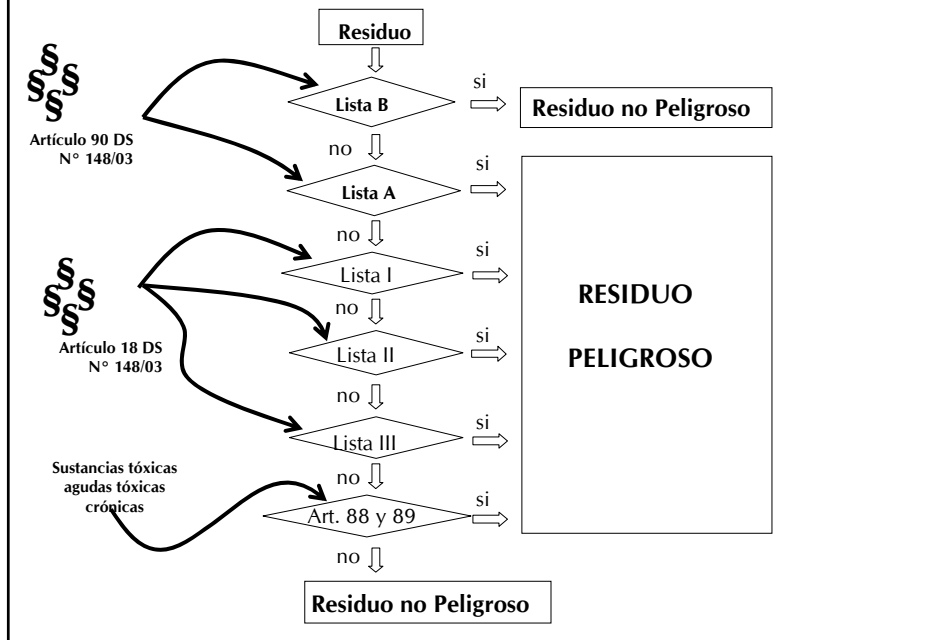 Residuo
§
§
§
§
Artículo 90 DS
N° 148/03
Lista B
si
Residuo no Peligroso
no
Lista A
si
no
Lista I
si
RESIDUO
PELIGROSO
no
§
§
§
§
Artículo 18 DS
N° 148/03
Lista II
si
no
Lista III
si
no
Sustancias tóxicas
agudas tóxicas
crónicas
Art. 88 y 89
si
no
Residuo no Peligroso